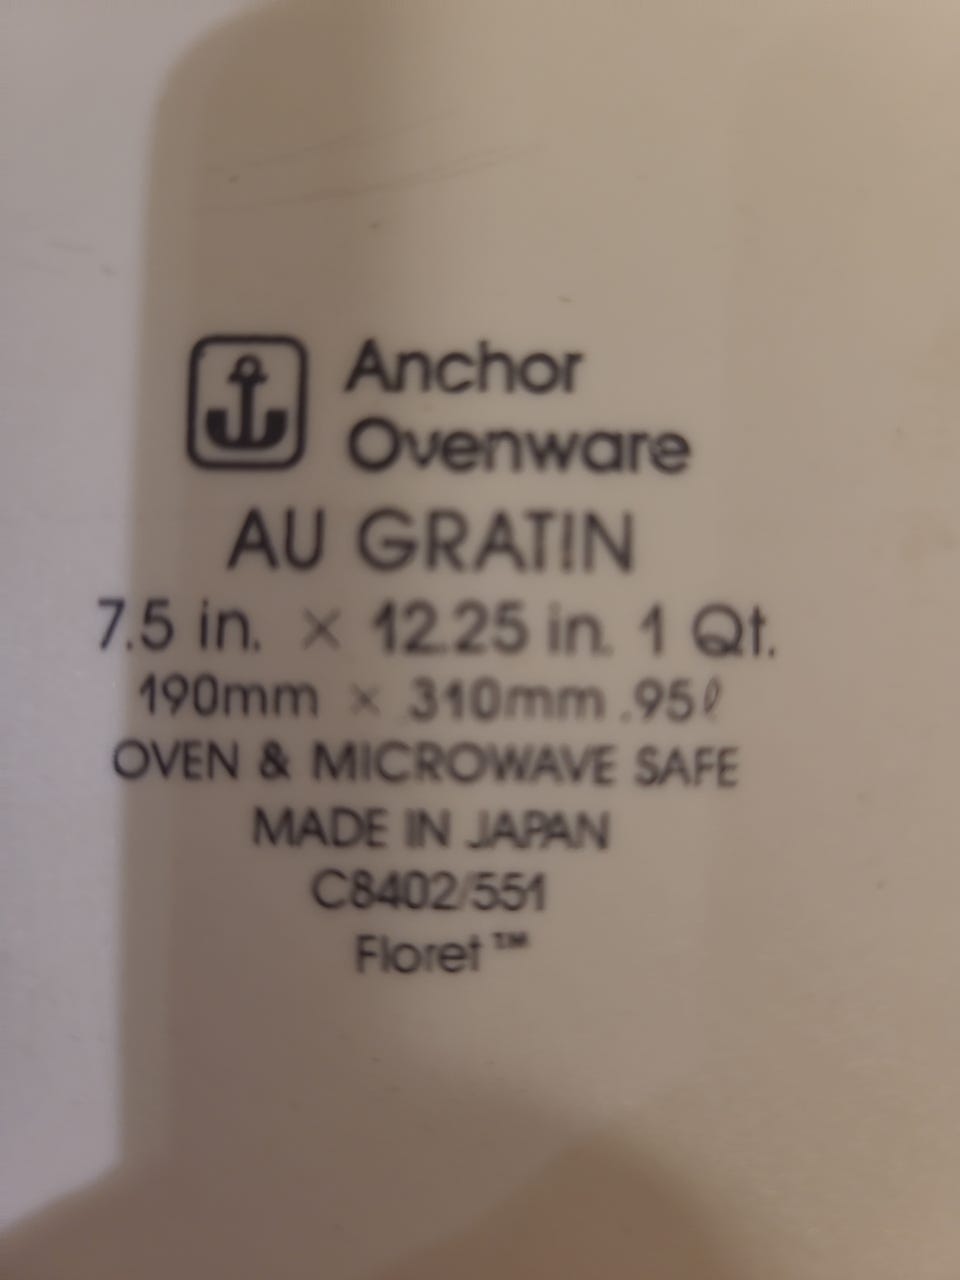 Anchor
Ovenware
AU GRATIN
7.5 in. × 12.25 in. 1 Qt.
190mm × 310mm .95ℓ
OVEN & MICROWAVE SAFE
MADE IN JAPAN
C8402/551
Floret™